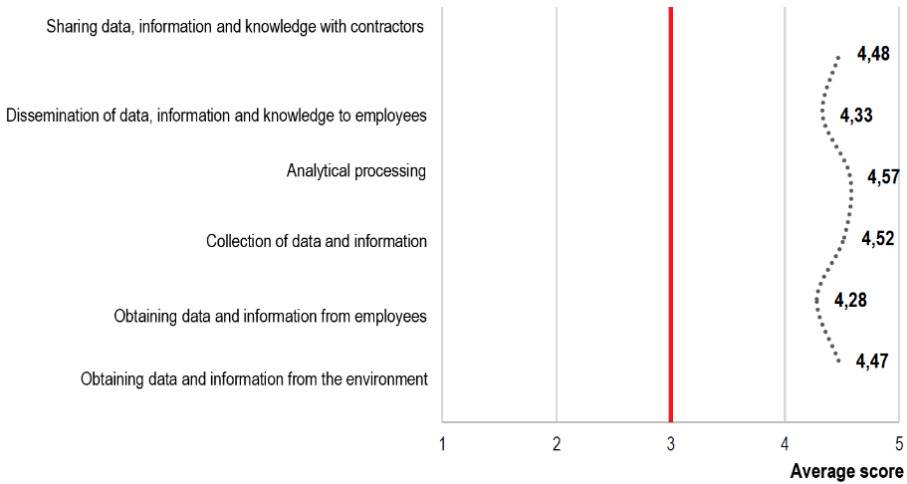 Sharing data, information and knowledge with contractors
4,48
Dissemination of data, information and knowledge to employees
4,33
Analytical processing
4,57
Collection of data and information
4,52
Obtaining data and information from employees
4,28
Obtaining data and information from the environment
4,47
1 2 3 4 5
Average score